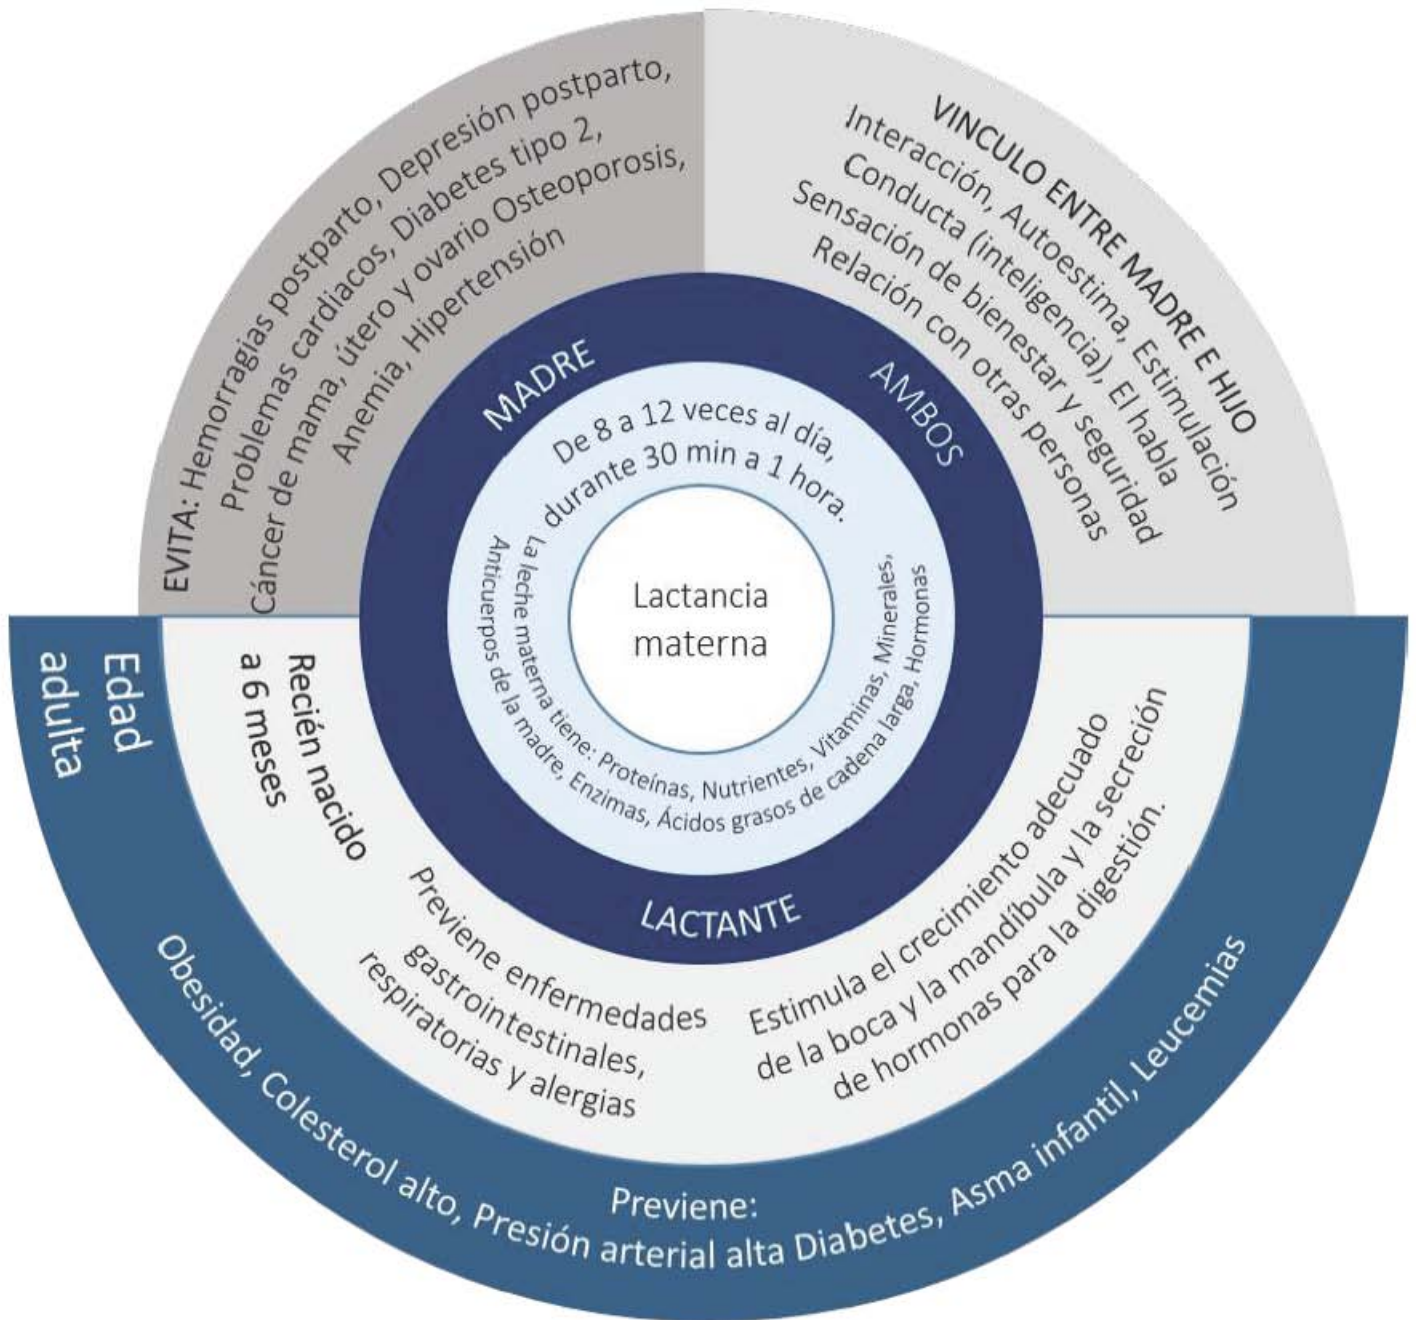 Lactancia
materna
De 8 a 12 veces al día,
durante 30 min a 1 hora.
La leche materna tiene: Proteínas, Nutrientes, Vitaminas, Minerales,
Anticuerpos de la madre, Enzimas, Ácidos grasos de cadena larga, Hormonas
MADRE
EVITA: Hemorragias postparto, Depresión postparto,
Problemas cardiacos, Diabetes tipo 2,
Cáncer de mama, útero y ovario Osteoporosis,
Anemia, Hipertensión
AMBOS
VINCULO ENTRE MADRE E HIJO
Interacción, Autoestima, Estimulación
Conducta (inteligencia), El habla
Sensación de bienestar y seguridad
Relación con otras personas
LACTANTE
Recién nacido
a 6 meses
Previene enfermedades
gastrointestinales,
respiratorias y alergias
Estimula el crecimiento adecuado
de la boca y la mandíbula y la secreción
de hormonas para la digestión.
Edad
adulta
Previene:
Obesidad, Colesterol alto, Presión arterial alta Diabetes, Asma infantil, Leucemias